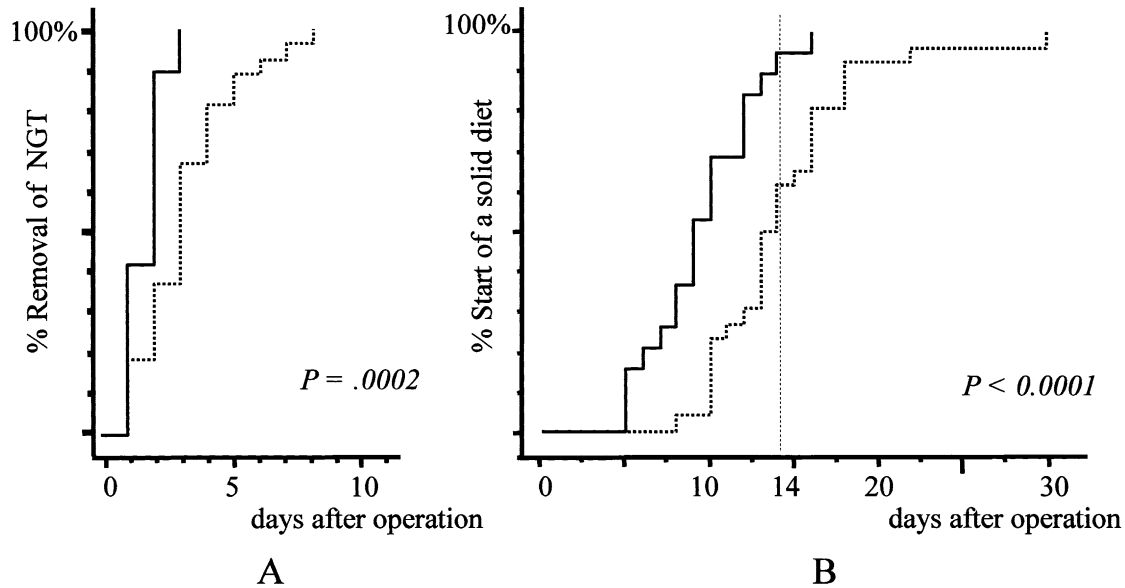 100%
% Removal of NGT
P = .0002
0 5 10
days after operation
A
100%
% Start of a solid diet
P < 0.0001
0 10 14 20 30
days after operation
B